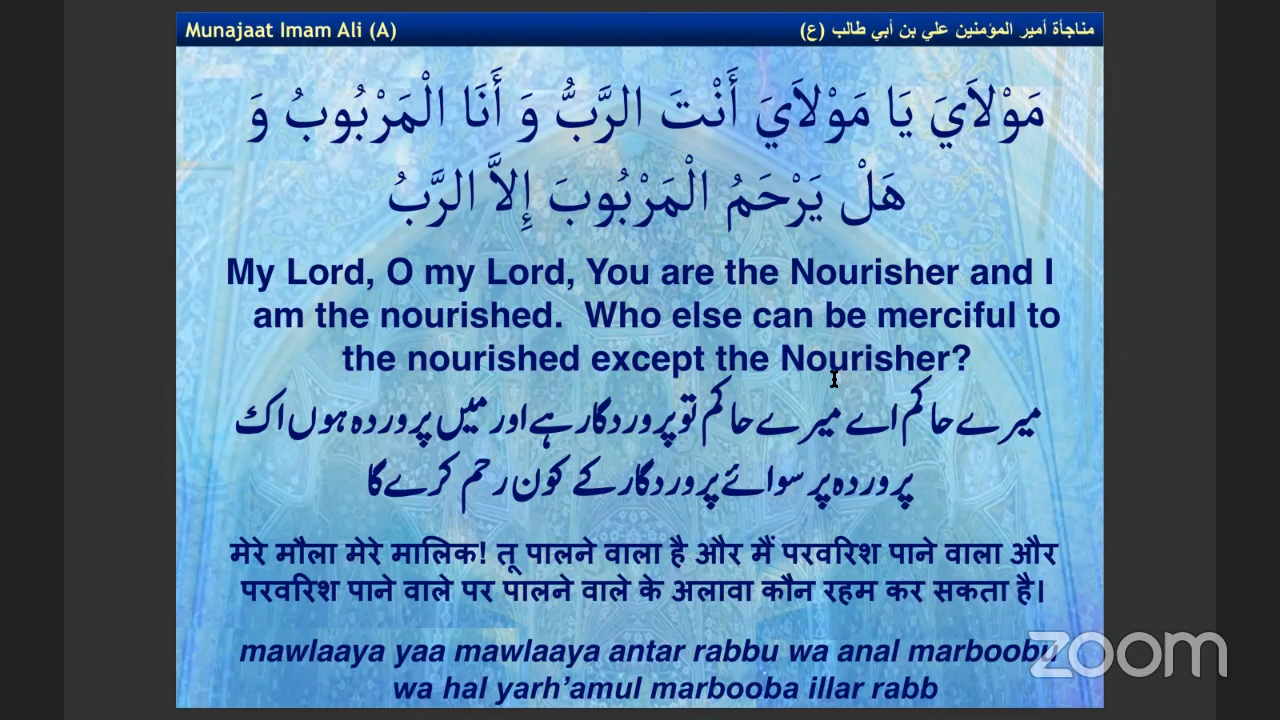 Munajaat Imam Ali (A)
مناجأة أمير المؤمنين علي بن أبي طالب (ع)
مَوْلاَيَ يَا مَوْلاَيَ أَنْتَ الرَّبُّ وَ أَنَا الْمَرْبُوبُ وَ
هَلْ يَرْحَمُ الْمَرْبُوبَ إِلاَّ الرَّبُ
My Lord, O my Lord, You are the Nourisher and I
am the nourished.  Who else can be merciful to
the nourished except the Nourisher?
میرے حاکم اے میرے حاکم تو پروردگار ہے اور میں پروردہ ہوں اک
پروردہ پر سوائے پروردگار کے کون رحم کرے گا
मेरे मौला मेरे मालिक! तू पालने वाला है और मैं परवरिश पाने वाला और
परवरिश पाने वाले पर पालने वाले के अलावा कौन रहम कर सकता है।
mawlaaya yaa mawlaaya antar rabbu wa anal marboobu
wa hal yarh’amul marbooba illar rabb
zoom